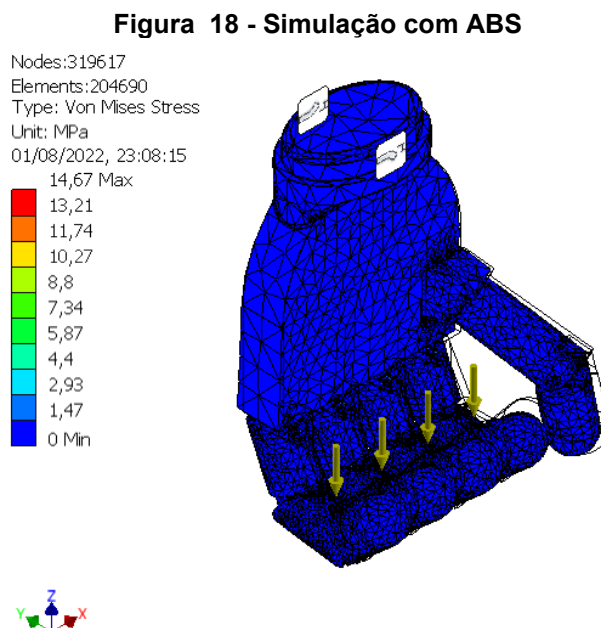 Figura 18 - Simulação com ABS
Nodes:319617
Elements:204690
Type: Von Mises Stress
Unit: MPa
01/08/2022, 23:08:15
14,67 Max
13,21
11,74
10,27
8,8
7,34
5,87
4,4
2,93
1,47
0 Min
Z
Y
X